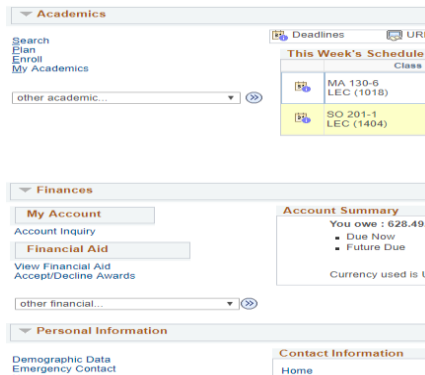 Academics
Search
Plan
Enroll
My Academics
other academic...
Deadlines
This Week's Schedule
Class
MA 130-6
LEC (1018)
SO 201-1
LEC (1404)
Finances
My Account
Account Inquiry
Financial Aid
View Financial Aid
Accept/Decline Awards
other financial...
Account Summary
You owe : 628.49
Due Now
Future Due
Currency used is
Personal Information
Demographic Data
Emergency Contact
Contact Information
Home